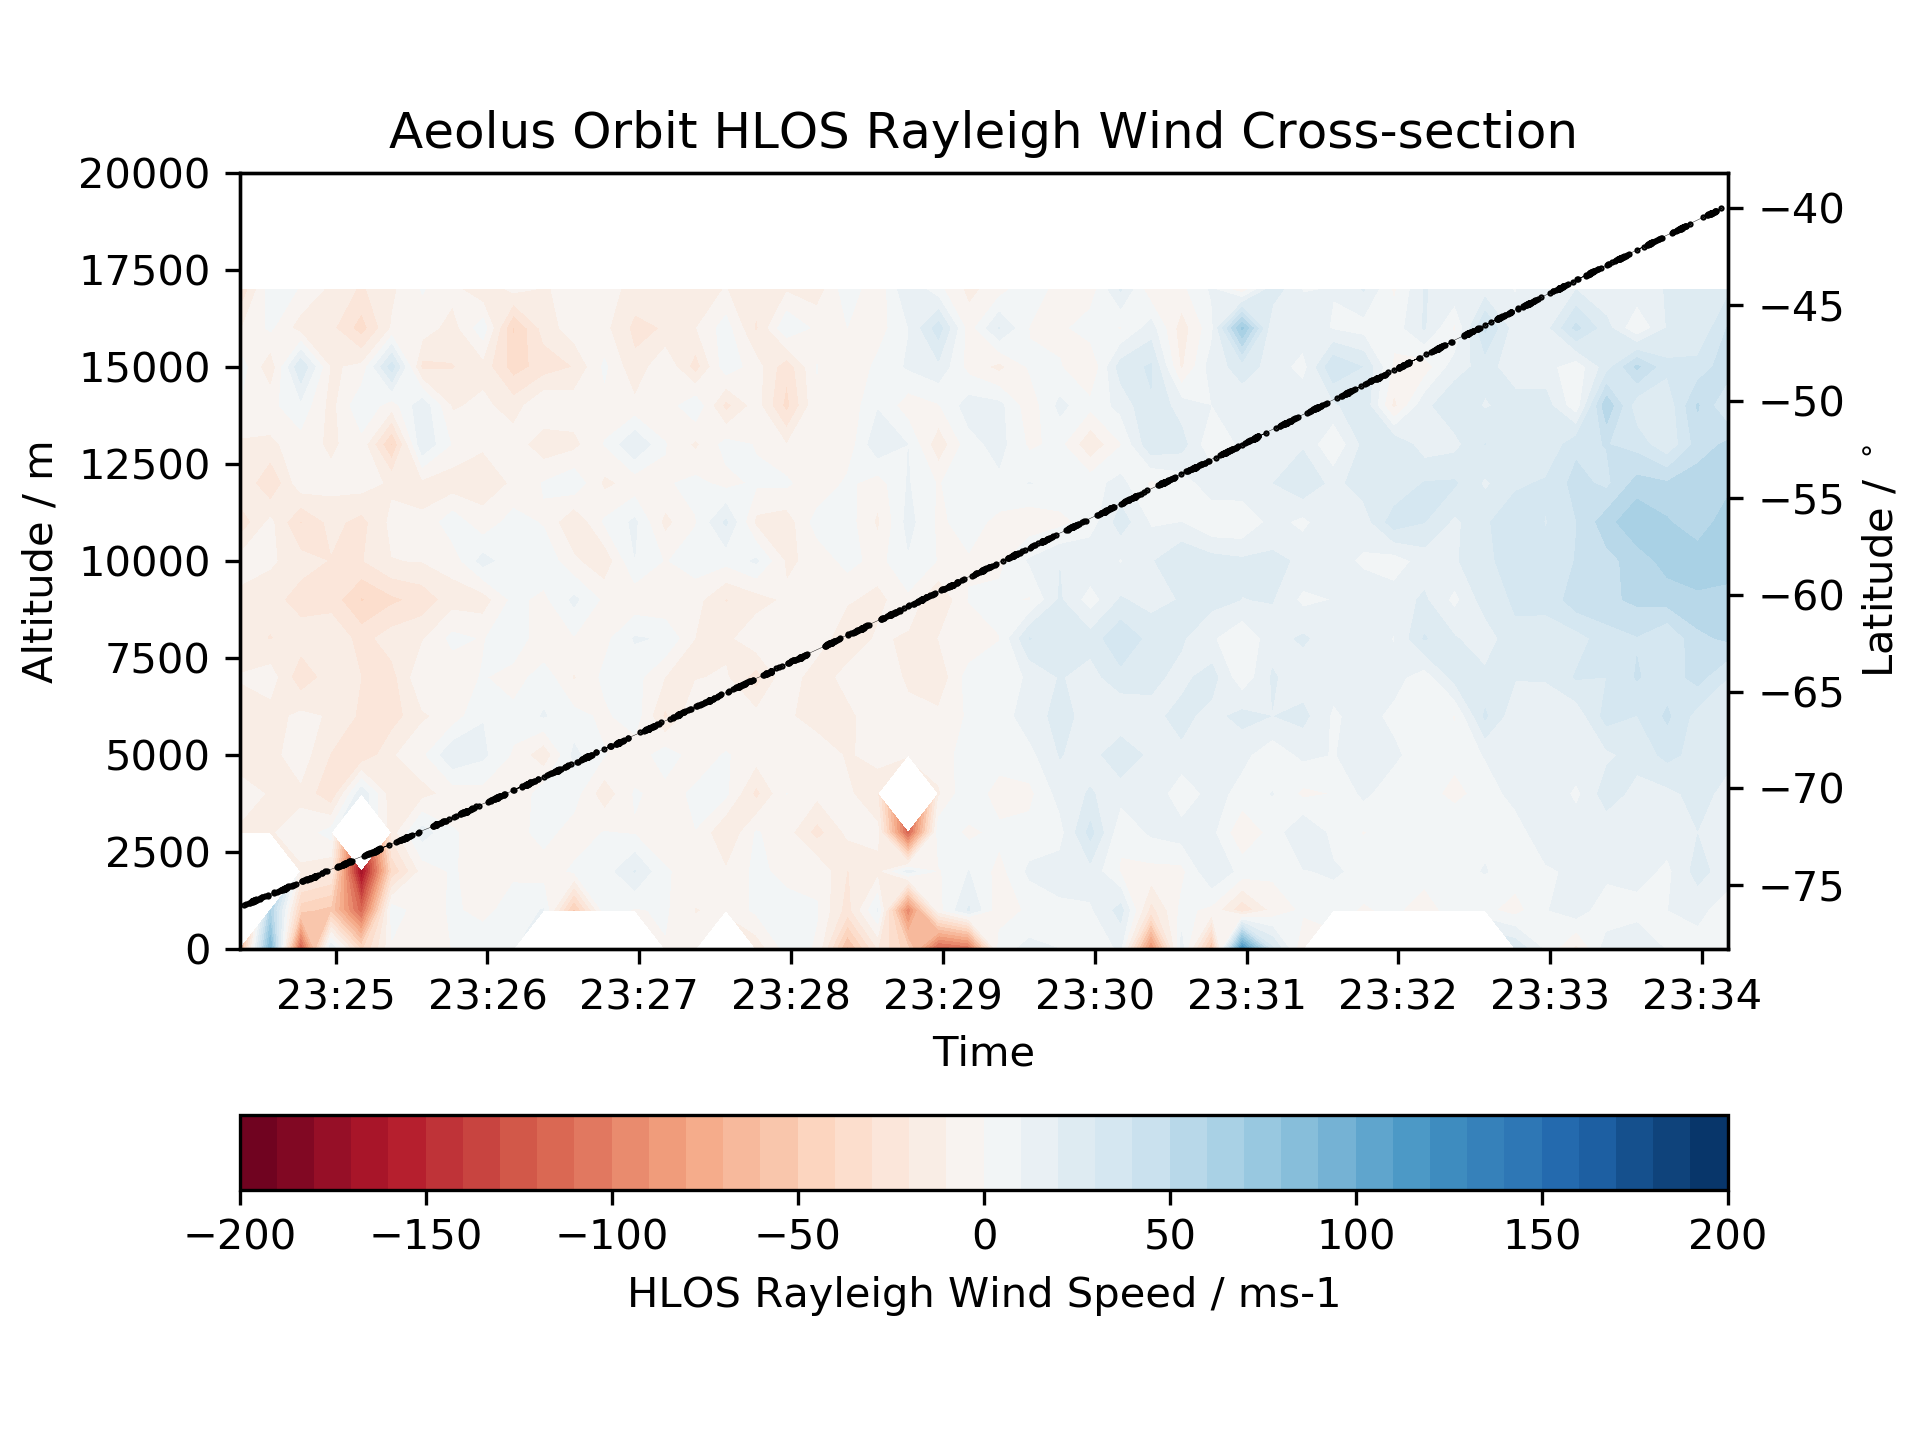 Aeolus Orbit HLOS Rayleigh Wind Cross-section
20000
17500
15000
12500
10000
7500
5000
2500
0
Altitude / m
−40
−45
−50
−55
−60
−65
−70
−75
Latitude / °
23:25 23:26 23:27 23:28 23:29 23:30 23:31 23:32 23:33 23:34
Time
−200 −150 −100 −50 0 50 100 150 200
HLOS Rayleigh Wind Speed / ms-1